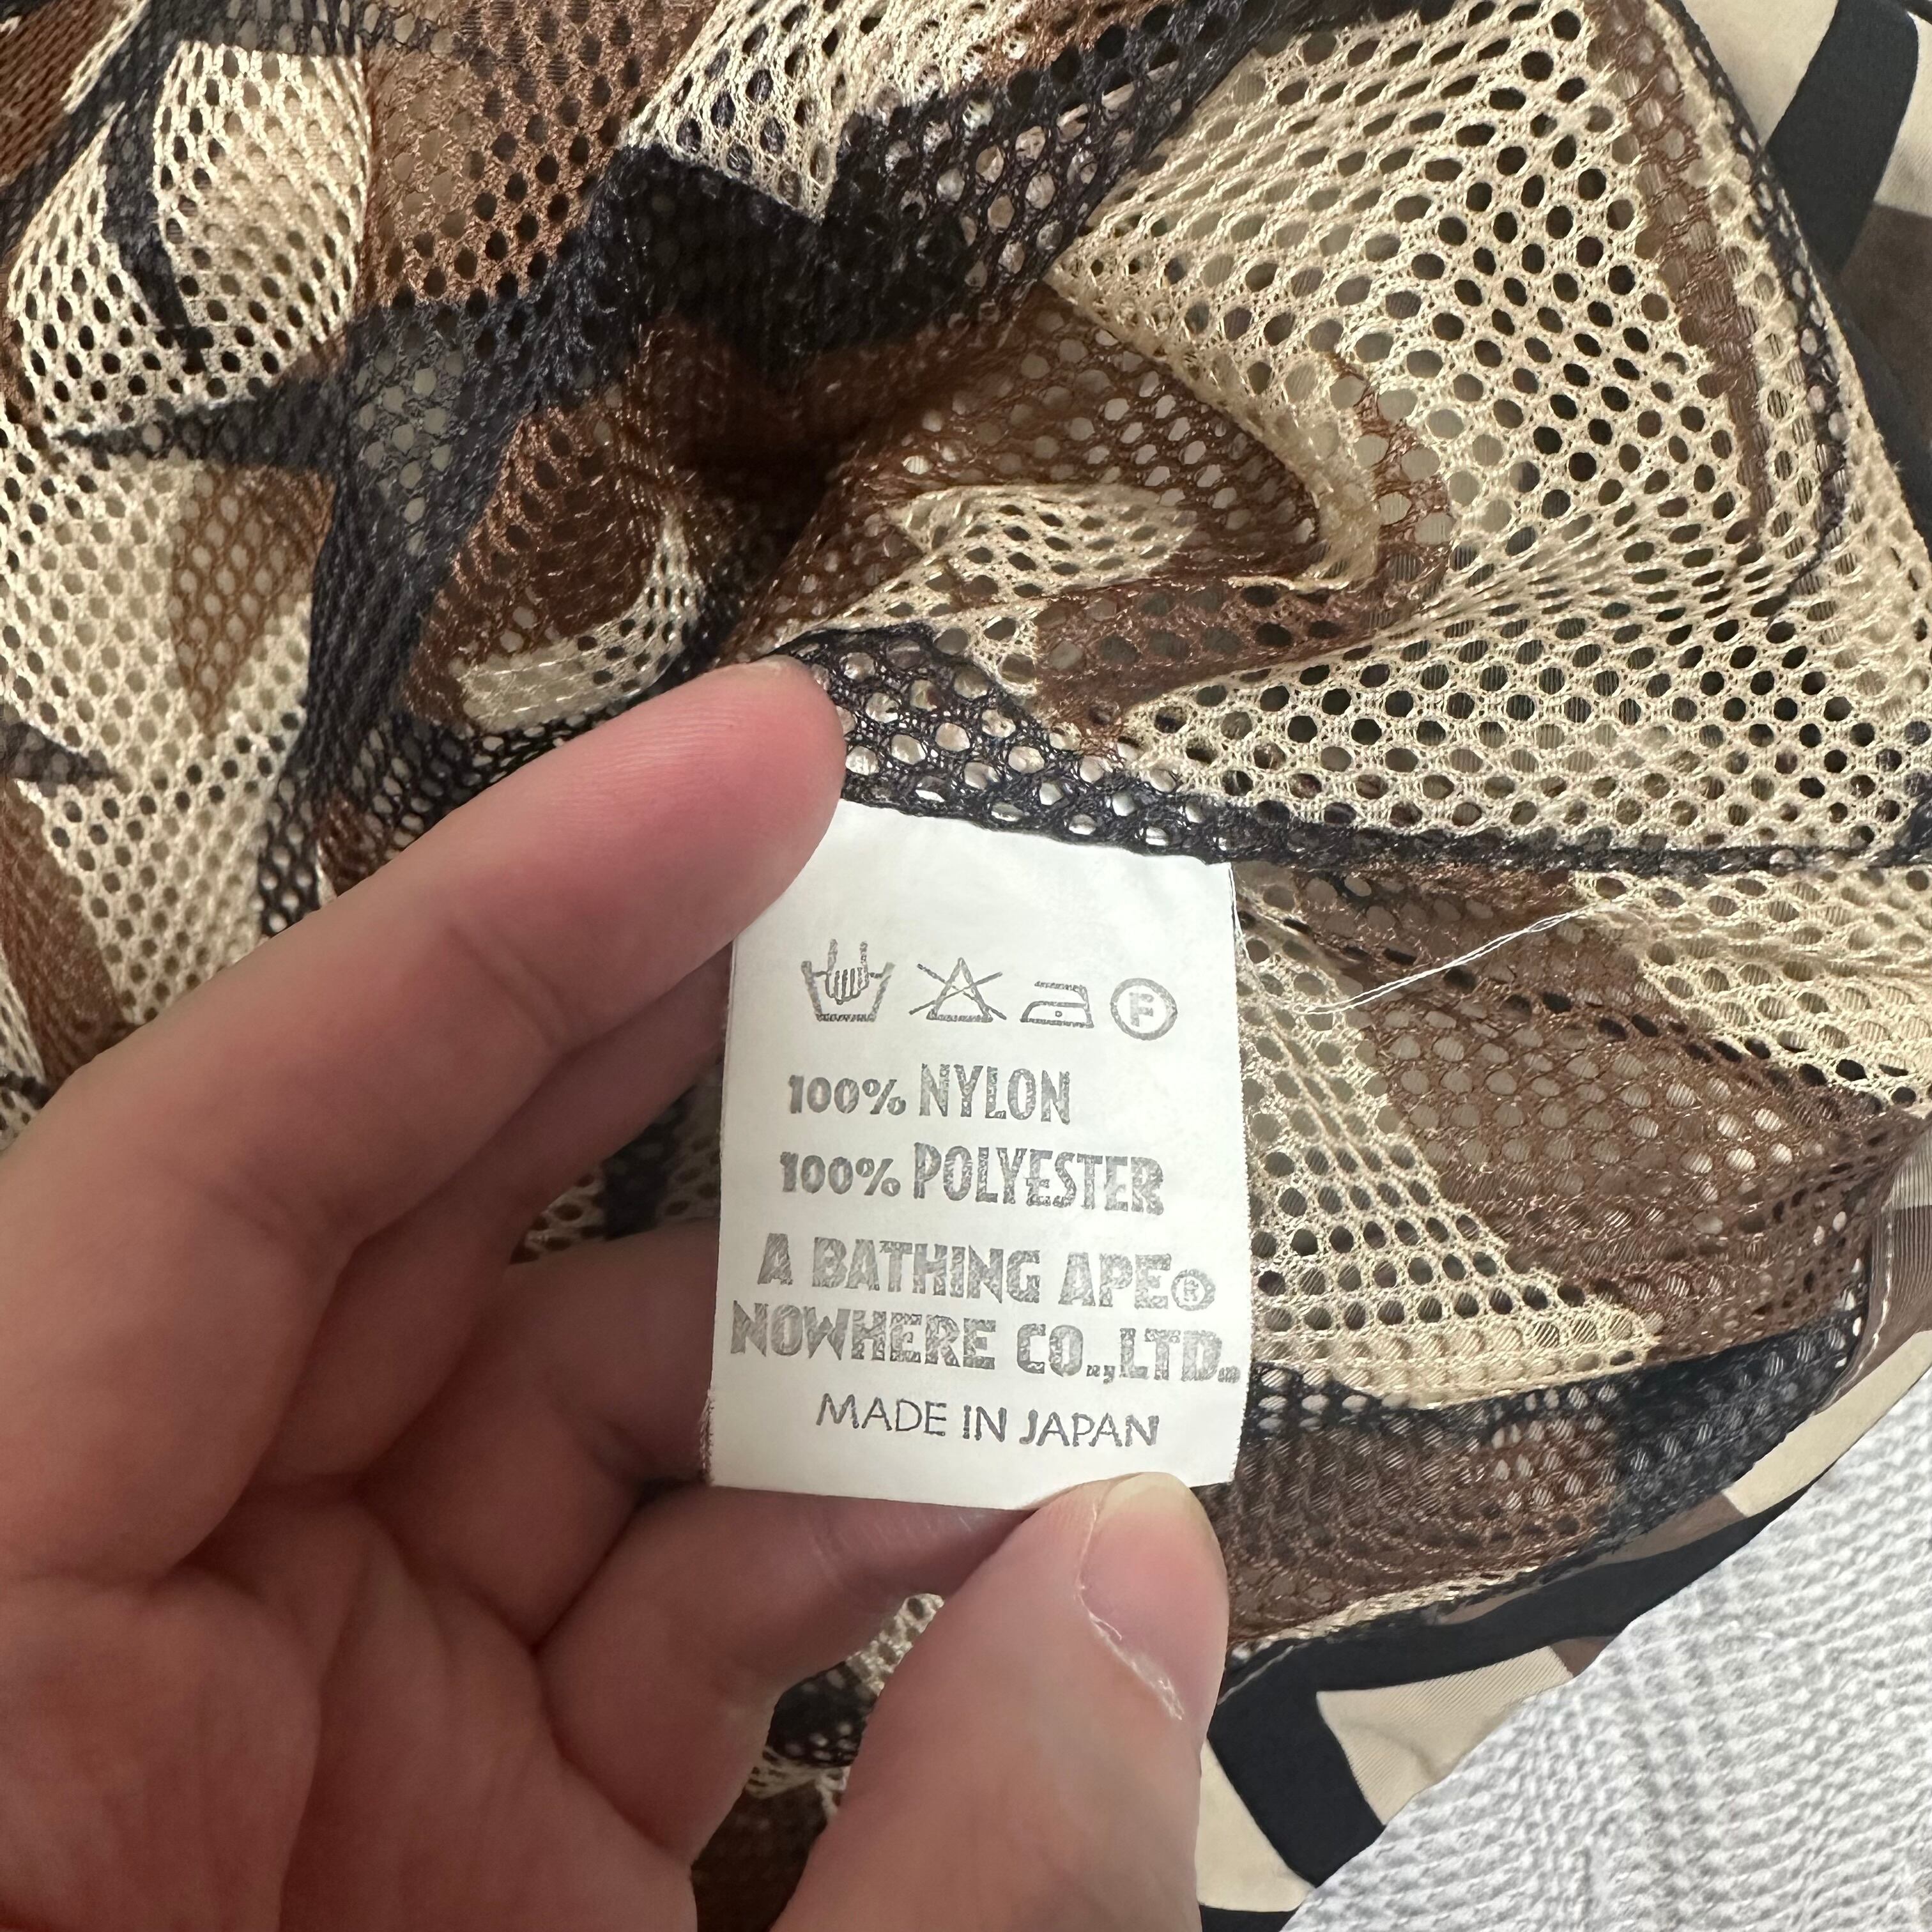 F
100% NYLON
100% POLYESTER
A BATHING APE®
NOWHERE CO.,LTD.
MADE IN JAPAN